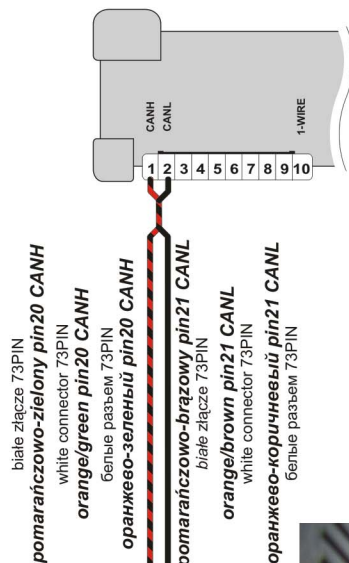 CANH
CANL
1-WIRE
1 2 3 4 5 6 7 8 9 10
białe złącze 73PIN
pomarańczowo-zielony pin20 CANH
white connector 73PIN
orange/green pin20 CANH
белые разъем 73PIN
оранжево-зеленый pin20 CANH
pomarańczowo-brązowy pin21 CANL
białe złącze 73PIN
orange/brown pin21 CANL
white connector 73PIN
оранжево-коричневый pin21 CANL
белые разъем 73PIN